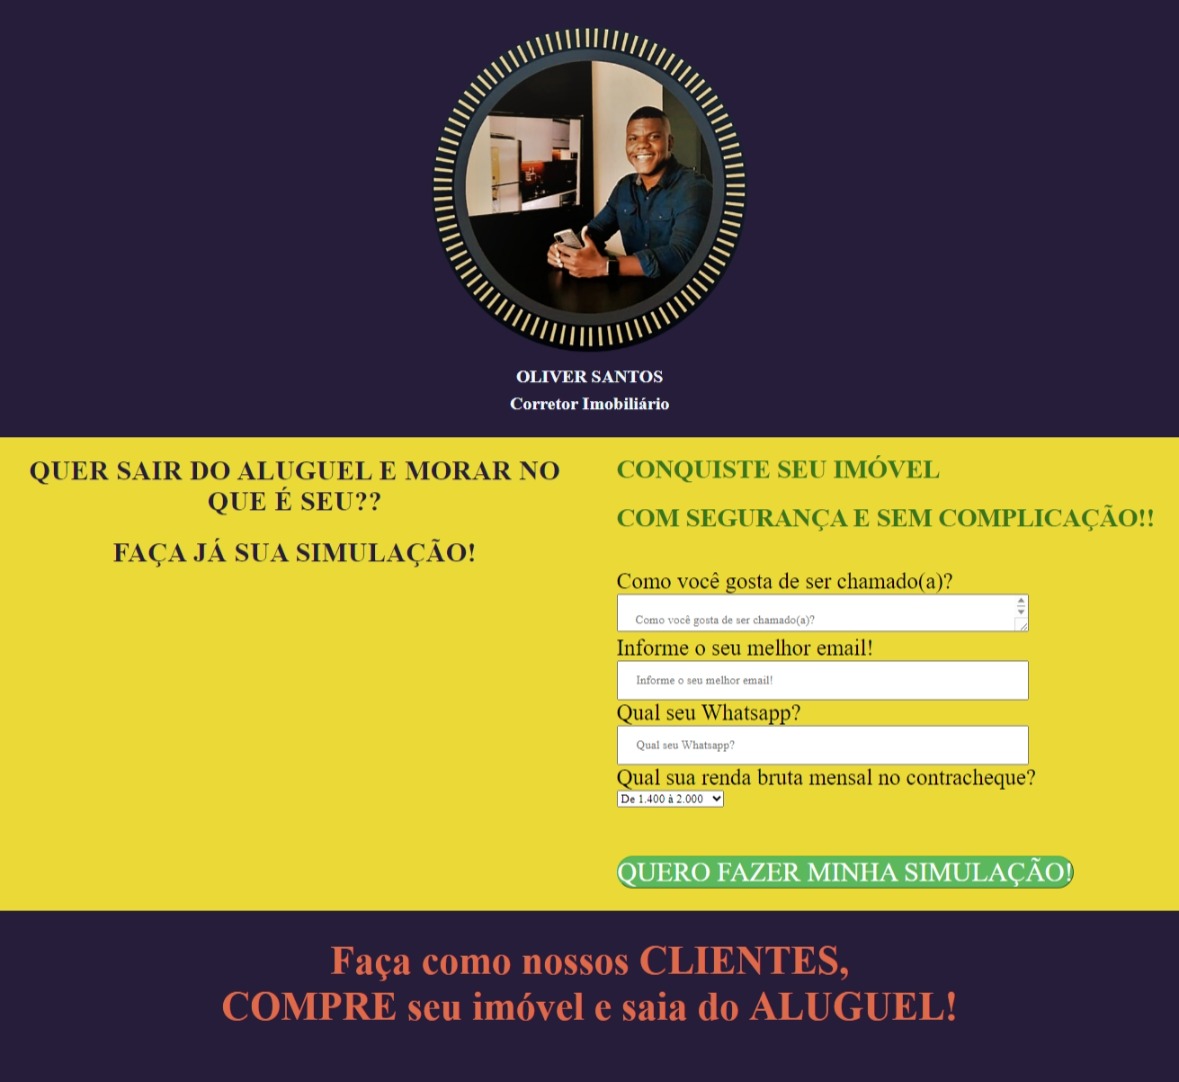 OLIVER SANTOS
Corretor Imobiliário
QUER SAIR DO ALUGUEL E MORAR NO
QUE É SEU??
FAÇA JÁ SUA SIMULAÇÃO!
CONQUISTE SEU IMÓVEL
COM SEGURANÇA E SEM COMPLICAÇÃO!!
Como você gosta de ser chamado(a)?
Como você gosta de ser chamado(a)?
Informe o seu melhor email!
Informe o seu melhor email!
Qual seu Whatsapp?
Qual seu Whatsapp?
Qual sua renda bruta mensal no contracheque?
De 1.400 à 2.000
QUERO FAZER MINHA SIMULAÇÃO!
Faça como nossos CLIENTES,
COMPRE seu imóvel e saia do ALUGUEL!